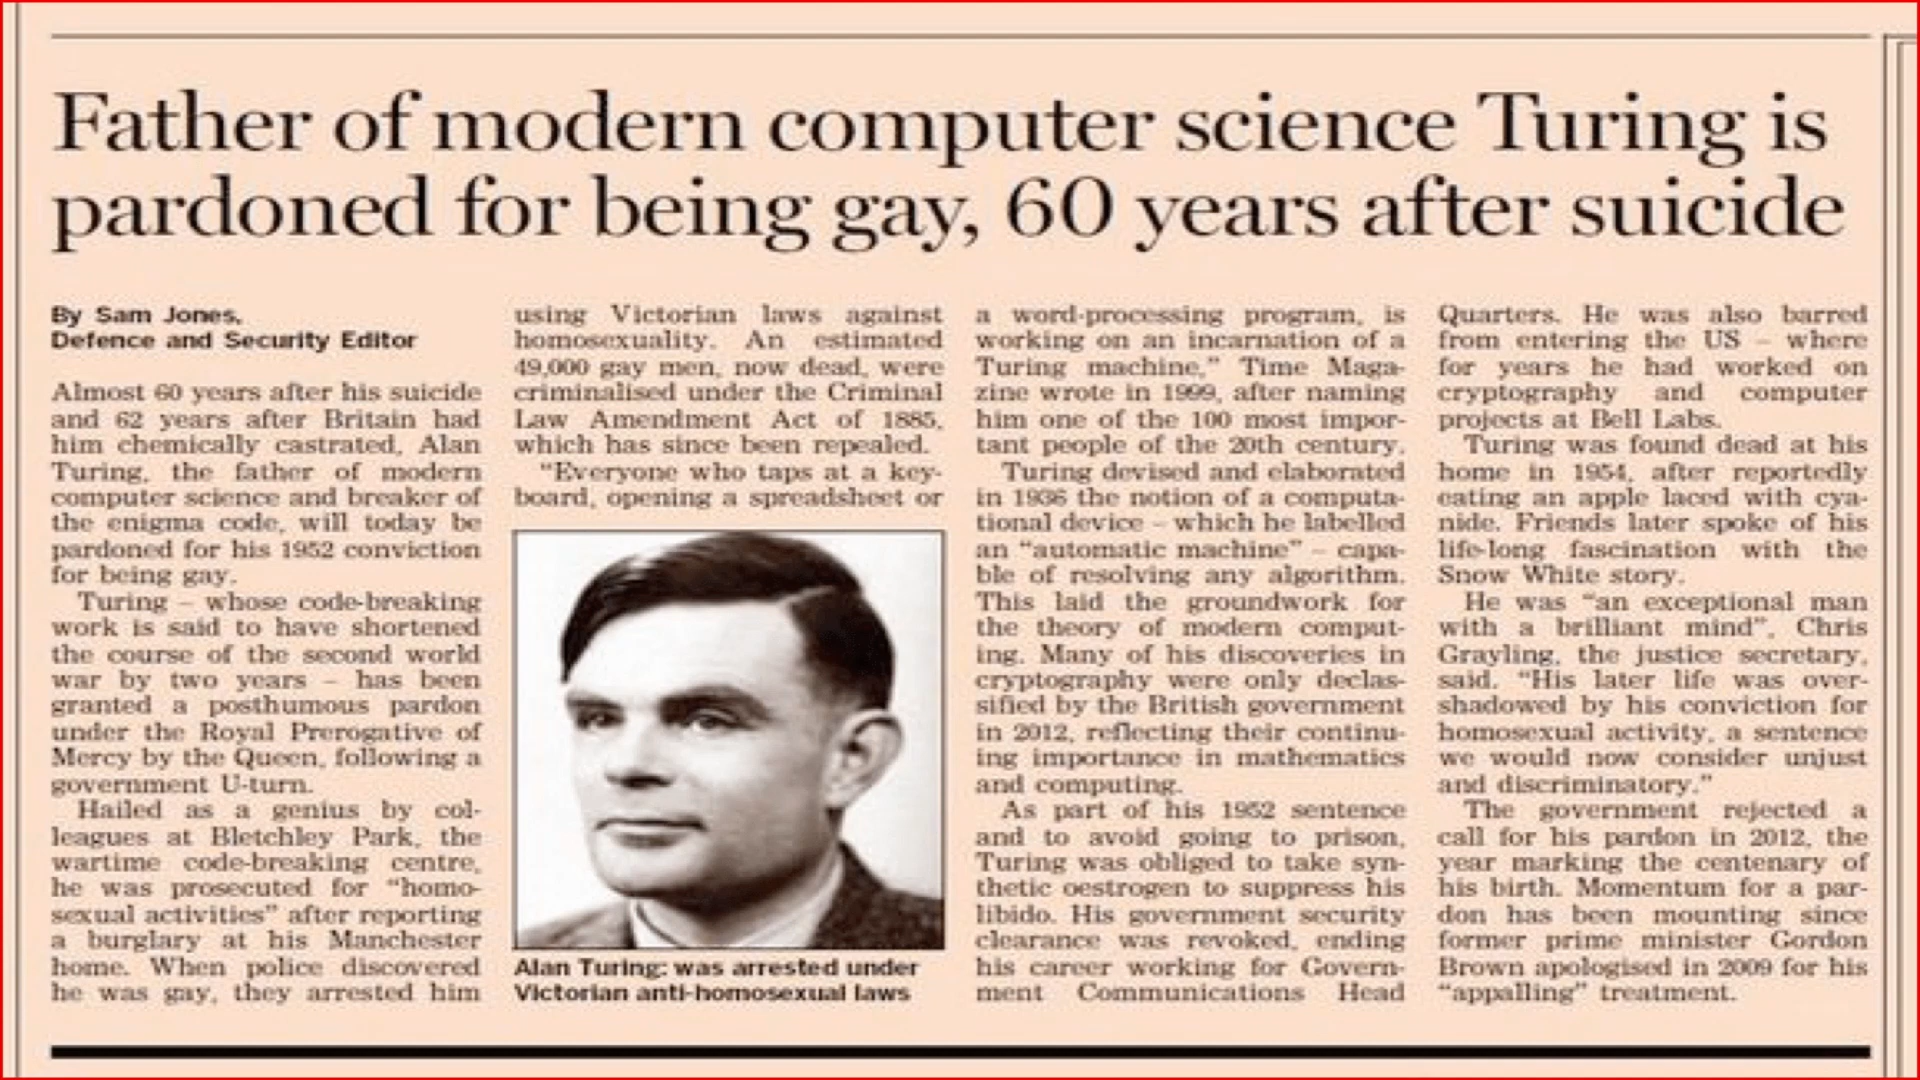 Father of modern computer science Turing is
pardoned for being gay, 60 years after suicide
By Sam Jones,
Defence and Security Editor
Almost 60 years after his suicide
and 62 years after Britain had
him chemically castrated, Alan
Turing, the father of modern
computer science and breaker of
the enigma code, will today be
pardoned for his 1952 conviction
for being gay.
Turing – whose code-breaking
work is said to have shortened
the course of the second world
war by two years – has been
granted a posthumous pardon
under the Royal Prerogative of
Mercy by the Queen, following a
government U-turn.
Hailed as a genius by col-
leagues at Bletchley Park, the
wartime code-breaking centre,
he was prosecuted for “homo-
sexual activities” after reporting
a burglary at his Manchester
home. When police discovered
he was gay, they arrested him
using Victorian laws against
homosexuality. An estimated
49,000 gay men, now dead, were
criminalised under the Criminal
Law Amendment Act of 1885,
which has since been repealed.
“Everyone who taps at a key-
board, opening a spreadsheet or
Alan Turing: was arrested under
Victorian anti-homosexual laws
a word-processing program, is
working on an incarnation of a
Turing machine,” Time Maga-
zine wrote in 1999, after naming
him one of the 100 most impor-
tant people of the 20th century.
Turing devised and elaborated
in 1936 the notion of a computa-
tional device – which he labelled
an “automatic machine” – capa-
ble of resolving any algorithm.
This laid the groundwork for
the theory of modern comput-
ing. Many of his discoveries in
cryptography were only declas-
sified by the British government
in 2012, reflecting their continu-
ing importance in mathematics
and computing.
As part of his 1952 sentence
and to avoid going to prison,
Turing was obliged to take syn-
thetic oestrogen to suppress his
libido. His government security
clearance was revoked, ending
his career working for Govern-
ment Communications Head
Quarters. He was also barred
from entering the US – where
for years he had worked on
cryptography and computer
projects at Bell Labs.
Turing was found dead at his
home in 1954, after reportedly
eating an apple laced with cya-
nide. Friends later spoke of his
life-long fascination with the
Snow White story.
He was “an exceptional man
with a brilliant mind”, Chris
Grayling, the justice secretary,
said. “His later life was over-
shadowed by his conviction for
homosexual activity, a sentence
we would now consider unjust
and discriminatory.”
The government rejected a
call for his pardon in 2012, the
year marking the centenary of
his birth. Momentum for a par-
don has been mounting since
former prime minister Gordon
Brown apologised in 2009 for his
“appalling” treatment.